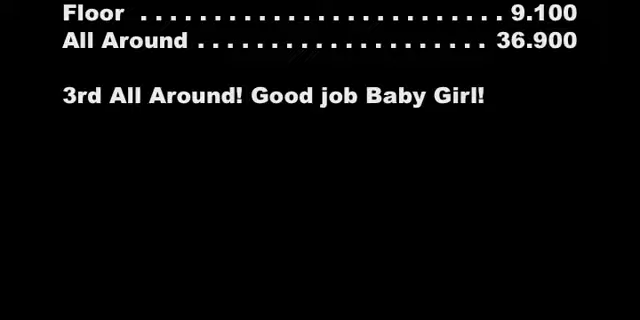 Floor . . . . . . . . . . . . . . . . . . . . . . . . . 9.100
All Around . . . . . . . . . . . . . . . . . . . . 36.900
3rd All Around! Good job Baby Girl!